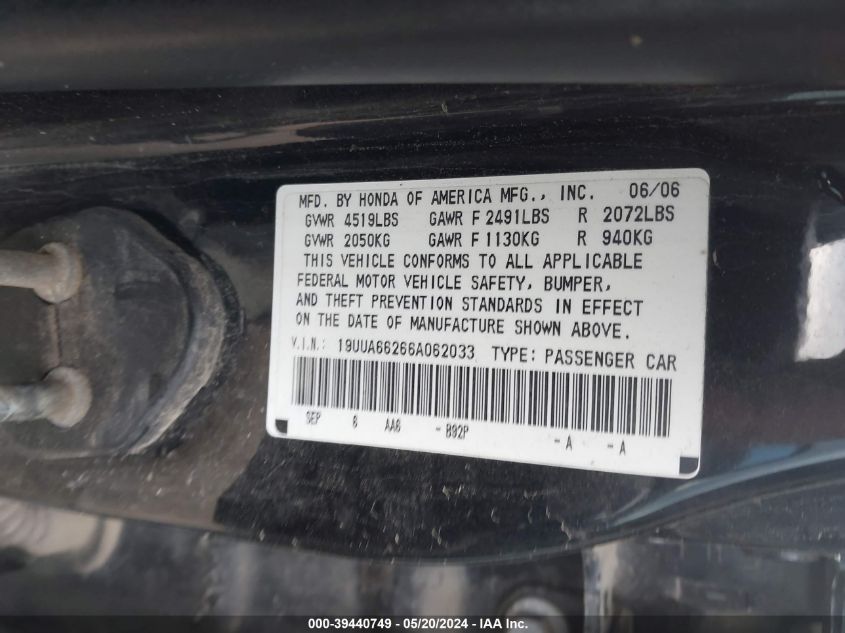 MFD. BY HONDA OF AMERICA MFG., INC. 06/06
GVWR 4519LBS GAWR F 2491LBS R 2072LBS
GVWR 2050KG GAWR F 1130KG R 940KG
THIS VEHICLE CONFORMS TO ALL APPLICABLE
FEDERAL MOTOR VEHICLE SAFETY, BUMPER,
AND THEFT PREVENTION STANDARDS IN EFFECT
ON THE DATE OF MANUFACTURE SHOWN ABOVE.
V.I.N.: 19UUA66266A062033 TYPE: PASSENGER CAR
SEP 6 AA6 - B92P -A -A
000-39440749 — 05/20/2024 — IAA Inc.